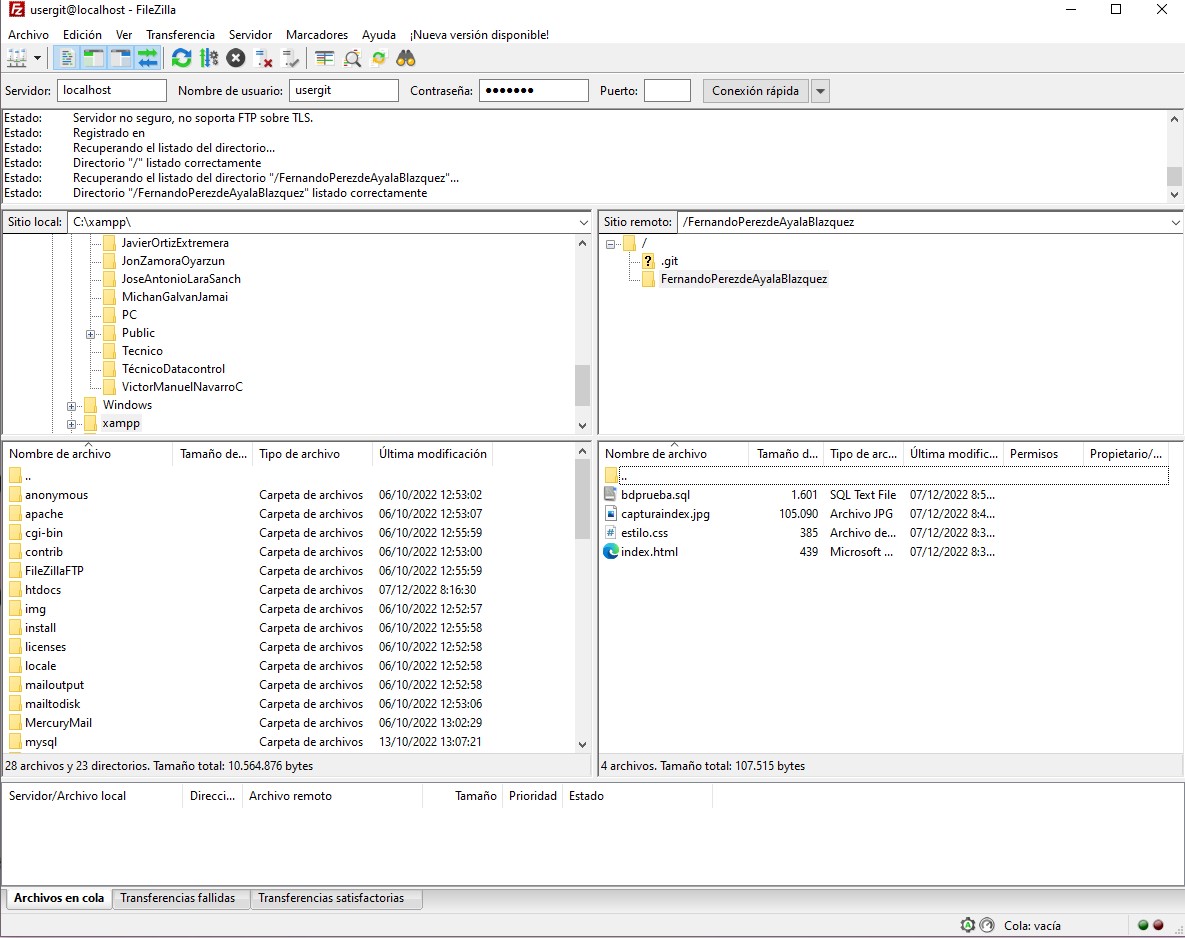 usergit@localhost - FileZilla
Archivo Edición Ver Transferencia Servidor Marcadores Ayuda ¡Nueva versión disponible!
Servidor: localhost Nombre de usuario: usergit Contraseña: ●●●●●●● Puerto: Conexión rápida
Estado: Servidor no seguro, no soporta FTP sobre TLS.
Estado: Registrado en
Estado: Recuperando el listado del directorio...
Estado: Directorio "/" listado correctamente
Estado: Recuperando el listado del directorio "/FernandoPerezdeAyalaBlazquez"...
Estado: Directorio "/FernandoPerezdeAyalaBlazquez" listado correctamente
Sitio local: C:\xampp\
JavierOrtizExtremera
JonZamoraOyarzun
JoseAntonioLaraSanch
MichanGalvanJamai
PC
Public
Tecnico
TécnicoDatacontrol
VictorManuelNavarroC
Windows
xampp
Sitio remoto: /FernandoPerezdeAyalaBlazquez
/
.git
FernandoPerezdeAyalaBlazquez
Nombre de archivo Tamaño de... Tipo de archivo Última modificación
..
anonymous Carpeta de archivos 06/10/2022 12:53:02
apache Carpeta de archivos 06/10/2022 12:53:07
cgi-bin Carpeta de archivos 06/10/2022 12:55:59
contrib Carpeta de archivos 06/10/2022 12:53:00
FileZillaFTP Carpeta de archivos 06/10/2022 12:55:59
htdocs Carpeta de archivos 07/12/2022 8:16:30
img Carpeta de archivos 06/10/2022 12:52:57
install Carpeta de archivos 06/10/2022 12:55:58
licenses Carpeta de archivos 06/10/2022 12:52:58
locale Carpeta de archivos 06/10/2022 12:52:58
mailoutput Carpeta de archivos 06/10/2022 12:52:58
mailtodisk Carpeta de archivos 06/10/2022 12:53:06
MercuryMail Carpeta de archivos 06/10/2022 13:02:29
mysql Carpeta de archivos 13/10/2022 13:07:21
28 archivos y 23 directorios. Tamaño total: 10.564.876 bytes
Nombre de archivo Tamaño d... Tipo de arc... Última modific... Permisos Propietario/...
..
bdprueba.sql 1.601 SQL Text File 07/12/2022 8:5...
capturaindex.jpg 105.090 Archivo JPG 07/12/2022 8:4...
estilo.css 385 Archivo de... 07/12/2022 8:3...
index.html 439 Microsoft ... 07/12/2022 8:3...
4 archivos. Tamaño total: 107.515 bytes
Servidor/Archivo local Direcci... Archivo remoto Tamaño Prioridad Estado
Archivos en cola Transferencias fallidas Transferencias satisfactorias
Cola: vacía